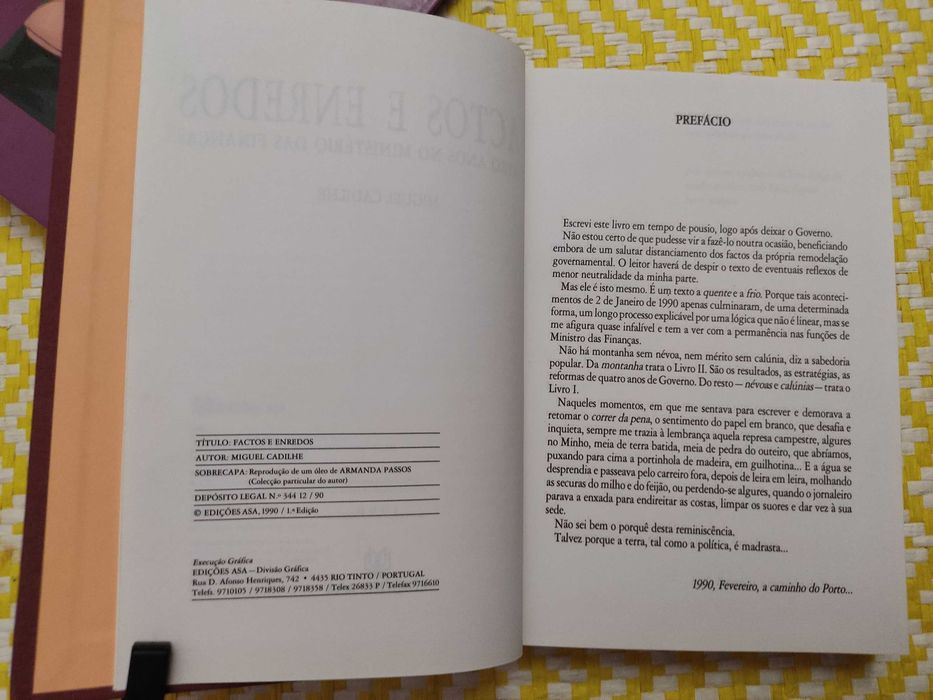 TÍTULO: FACTOS E ENREDOS
AUTOR: MIGUEL CADILHE
SOBRECAPA: Reprodução de um óleo de ARMANDA PASSOS
(Colecção particular do autor)
DEPÓSITO LEGAL N.º 344 12 / 90
© EDIÇÕES ASA, 1990 / 1.ª Edição
Execução Gráfica
EDIÇÕES ASA — Divisão Gráfica
Rua D. Afonso Henriques, 742 • 4435 RIO TINTO / PORTUGAL
Telefs. 9710105 / 9718308 / 9718358 / Telex 26833 P / Telefax 9716610
PREFÁCIO
Escrevi este livro em tempo de pousio, logo após deixar o Governo.
Não estou certo de que pudesse vir a fazê-lo noutra ocasião, beneficiando
embora de um salutar distanciamento dos factos da própria remodelação
governamental. O leitor haverá de despir o texto de eventuais reflexos de
menor neutralidade da minha parte.
Mas ele é isto mesmo. É um texto a quente e a frio. Porque tais aconteci-
mentos de 2 de Janeiro de 1990 apenas culminaram, de uma determinada
forma, um longo processo explicável por uma lógica que não é linear, mas se
me afigura quase infalível e tem a ver com a permanência nas funções de
Ministro das Finanças.
Não há montanha sem névoa, nem mérito sem calúnia, diz a sabedoria
popular. Da montanha trata o Livro II. São os resultados, as estratégias, as
reformas de quatro anos de Governo. Do resto — névoas e calúnias — trata o
Livro I.
Naqueles momentos, em que me sentava para escrever e demorava a
retomar o correr da pena, o sentimento do papel em branco, que desafia e
inquieta, sempre me trazia à lembrança aquela represa campestre, algures
no Minho, meia de terra batida, meia de pedra do outeiro, que abríamos,
puxando para cima a portinhola de madeira, em guilhotina... E a água se
desprendia e passeava pelo carreiro fora, depois de leira em leira, molhando
as securas do milho e do feijão, ou perdendo-se algures, quando o jornaleiro
parava a enxada para endireitar as costas, limpar os suores e dar vez à sua
sede.
Não sei bem o porquê desta reminiscência.
Talvez porque a terra, tal como a política, é madrasta...
1990, Fevereiro, a caminho do Porto...